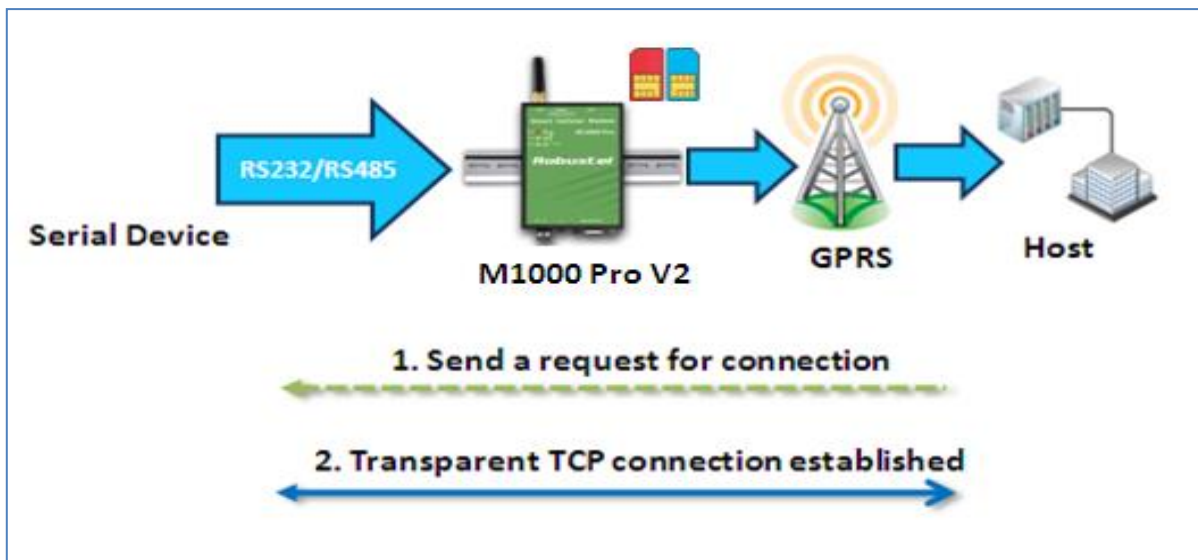 RS232/RS485
Robustel
Serial Device
M1000 Pro V2
GPRS
Host
1. Send a request for connection
2. Transparent TCP connection established